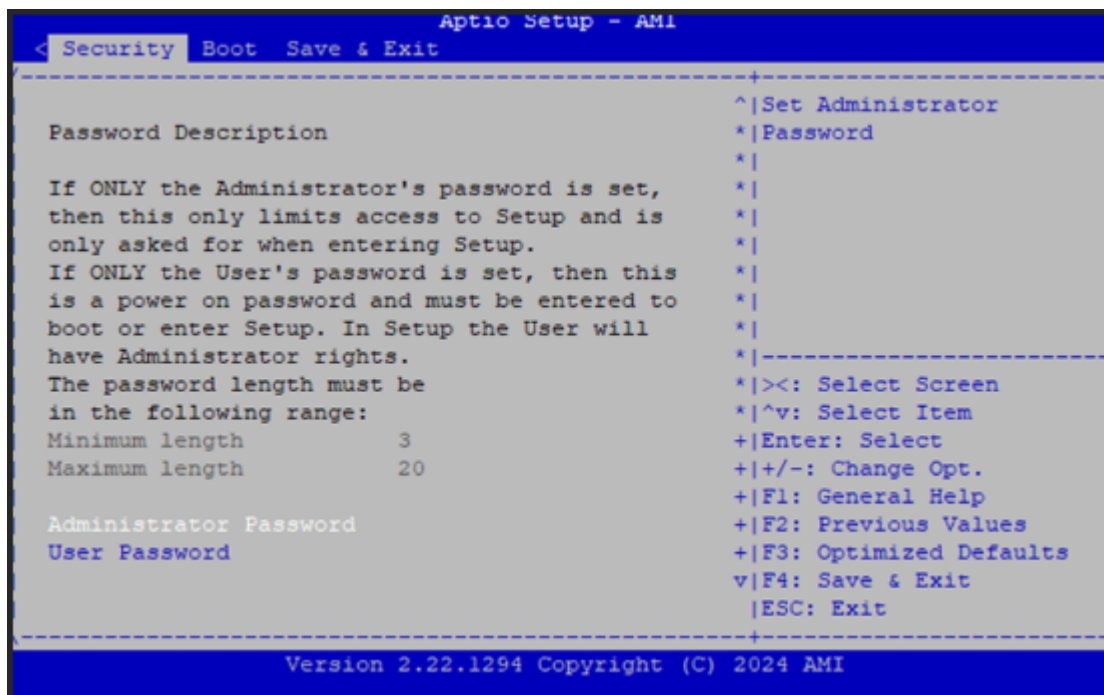 Aptio Setup - AMI
< Security Boot Save & Exit
/----------------------------------------------------+-------------------------
^|Set Administrator
Password Description *|Password
*|
If ONLY the Administrator's password is set, *|
then this only limits access to Setup and is *|
only asked for when entering Setup. *|
If ONLY the User's password is set, then this *|
is a power on password and must be entered to *|
boot or enter Setup. In Setup the User will *|
have Administrator rights. *|-------------------------
The password length must be *|><: Select Screen
in the following range: *|^v: Select Item
Minimum length 3 +|Enter: Select
Maximum length 20 +|+/-: Change Opt.
+|F1: General Help
Administrator Password +|F2: Previous Values
User Password +|F3: Optimized Defaults
v|F4: Save & Exit
|ESC: Exit
\----------------------------------------------------+-------------------------
Version 2.22.1294 Copyright (C) 2024 AMI